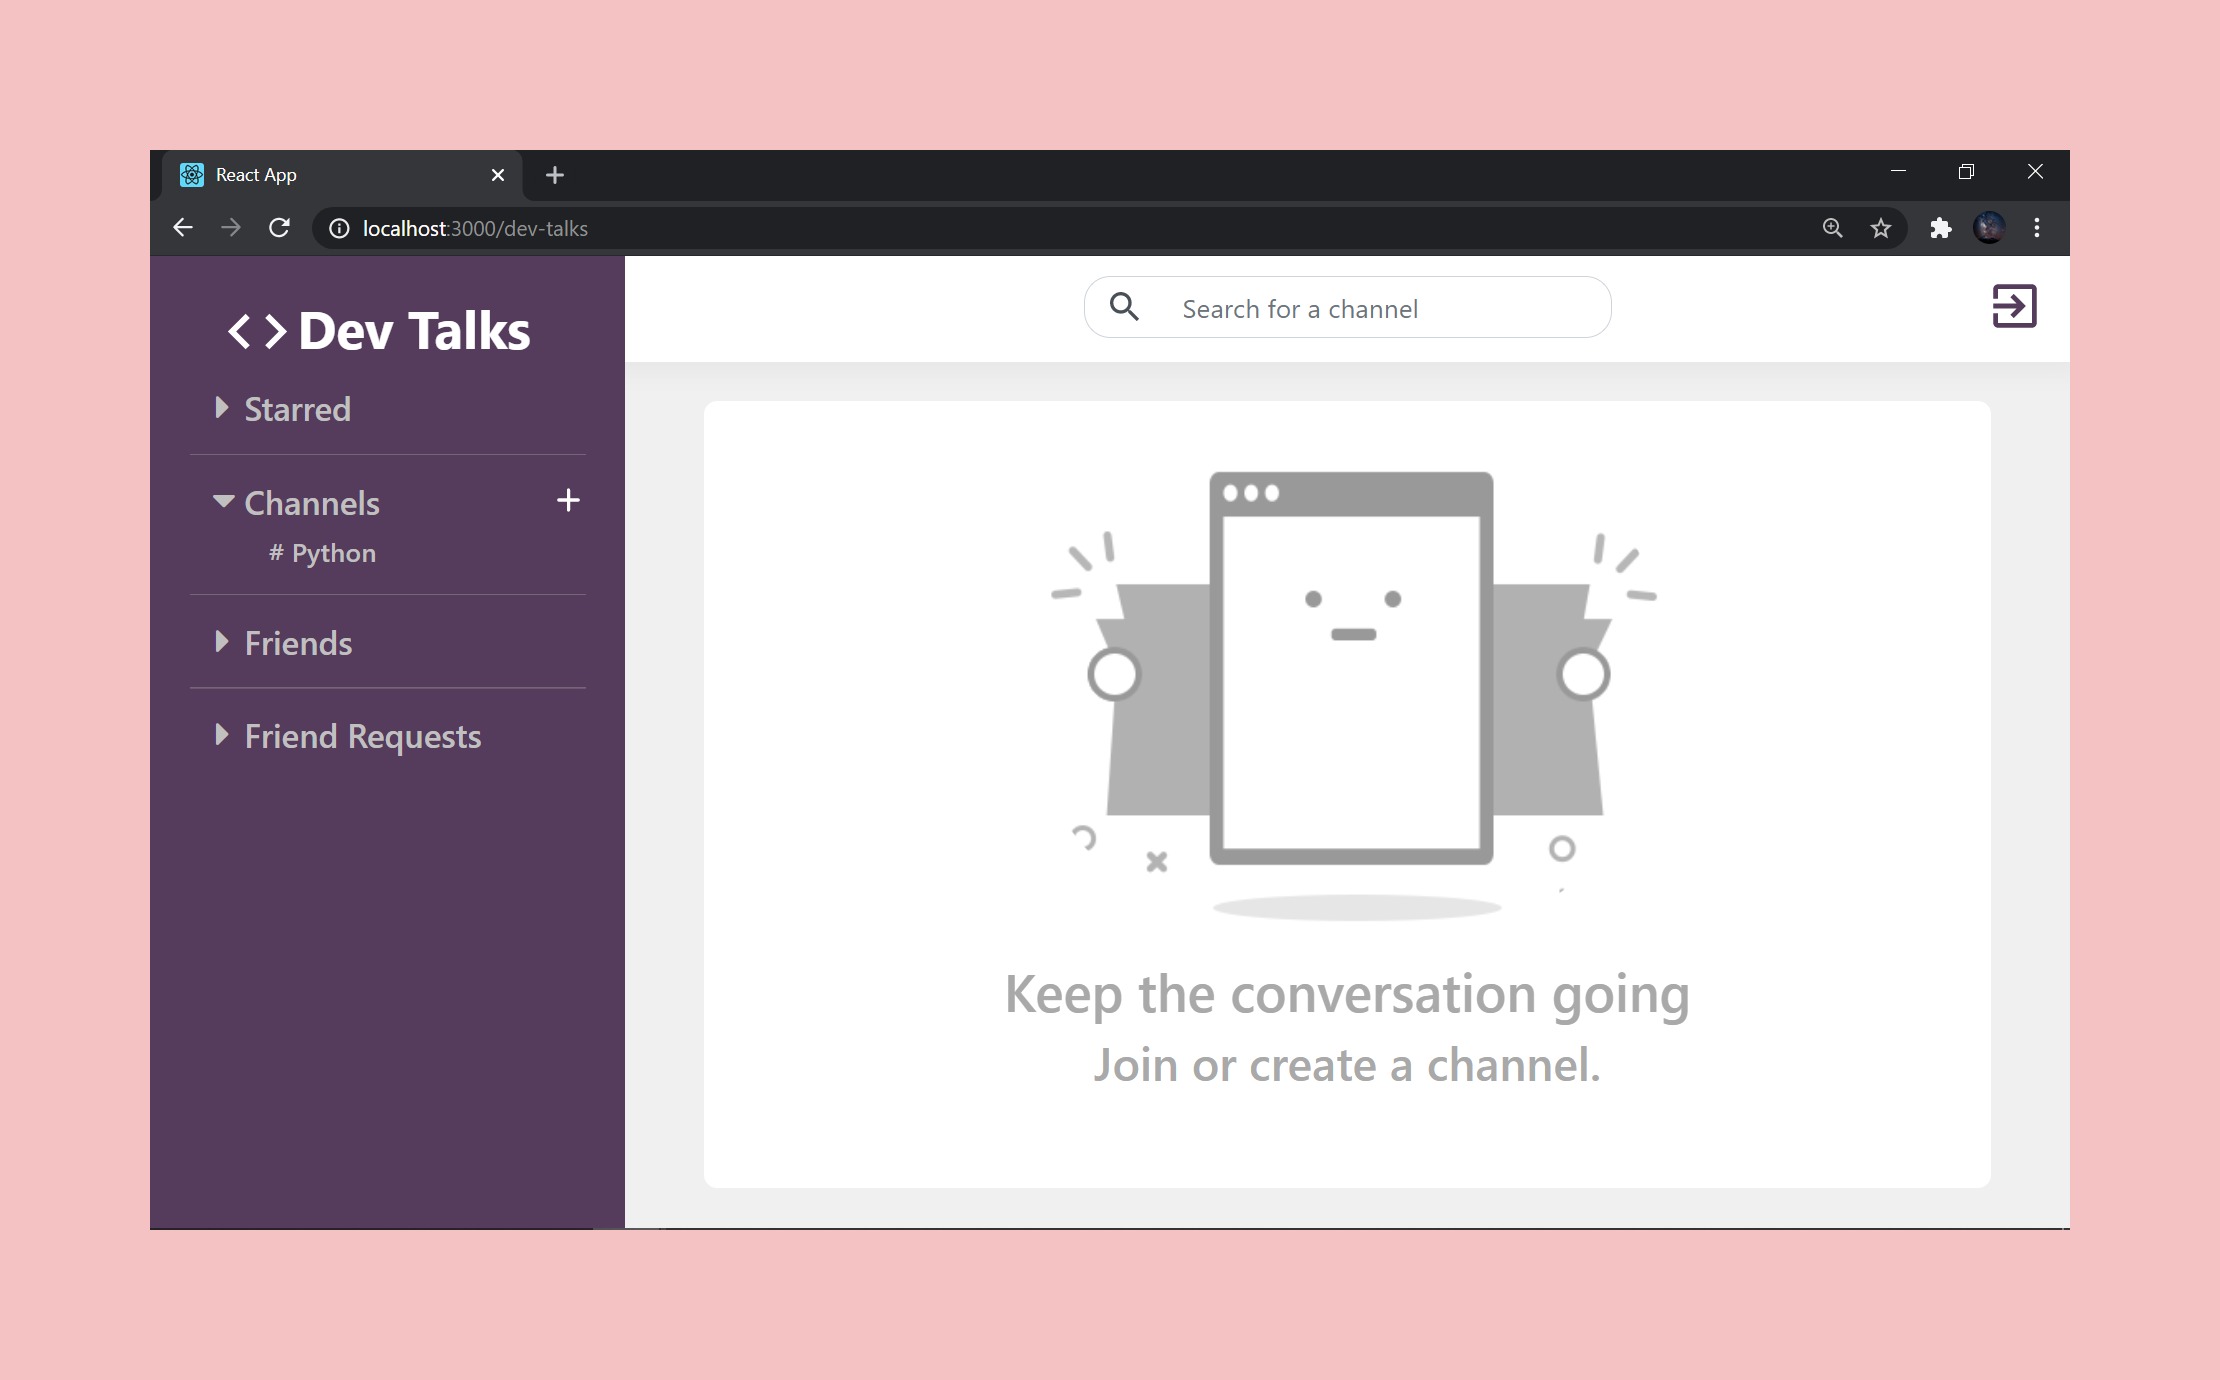 React App
localhost:3000/dev-talks
< > Dev Talks
Search for a channel
Starred
Channels
# Python
Friends
Friend Requests
Keep the conversation going
Join or create a channel.